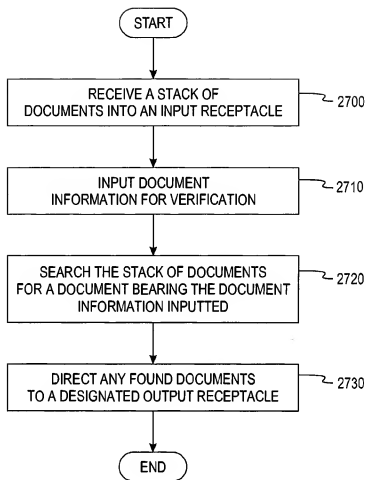 START
RECEIVE A STACK OF
DOCUMENTS INTO AN INPUT RECEPTACLE
2700
INPUT DOCUMENT
INFORMATION FOR VERIFICATION
2710
SEARCH THE STACK OF DOCUMENTS
FOR A DOCUMENT BEARING THE DOCUMENT
INFORMATION INPUTTED
2720
DIRECT ANY FOUND DOCUMENTS
TO A DESIGNATED OUTPUT RECEPTACLE
2730
END